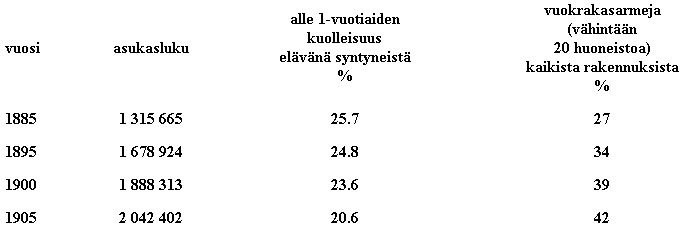 vuosi asukasluku alle 1-vuotiaiden kuolleisuus elävänä syntyneistä % vuokrakasarmeja (vähintään 20 huoneistoa) kaikista rakennuksista %
1885 1 315 665 25.7 27
1895 1 678 924 24.8 34
1900 1 888 313 23.6 39
1905 2 042 402 20.6 42